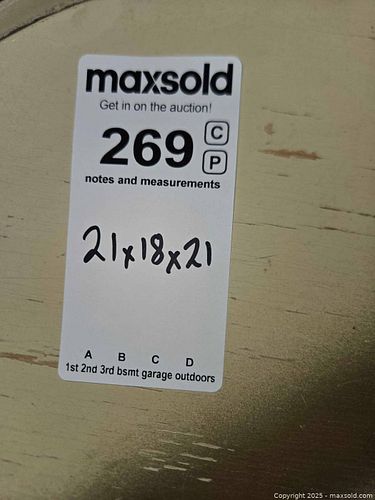 maxsold
Get in on the auction!
269 C
P
notes and measurements
21x18x21
A B C D
1st 2nd 3rd bsmt garage outdoors
Copyright 2025 - maxsold.com